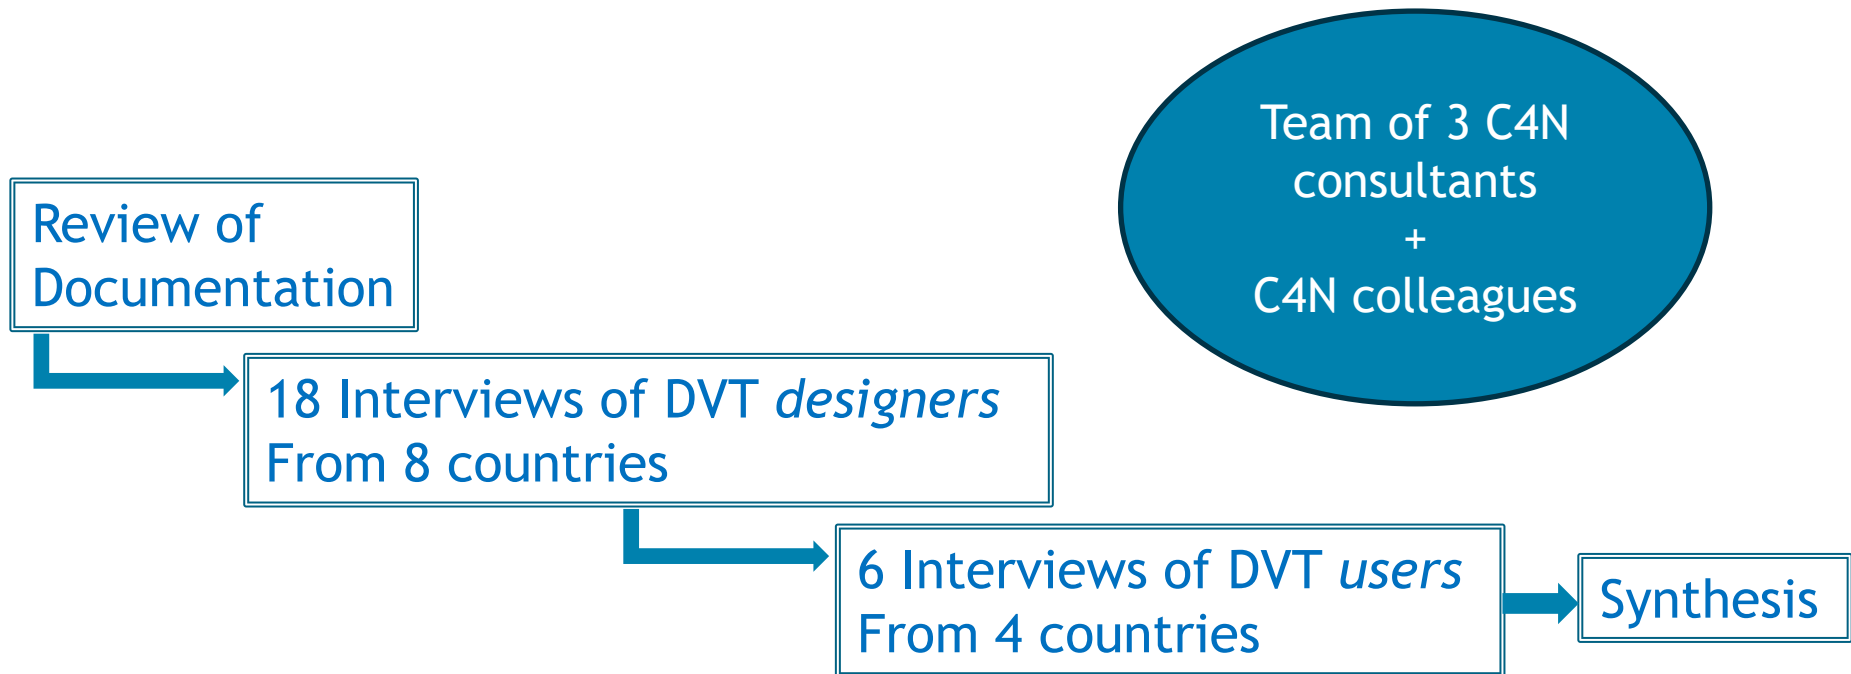 Team of 3 C4N
consultants
+
C4N colleagues
Review of
Documentation
18 Interviews of DVT designers
From 8 countries
6 Interviews of DVT users
From 4 countries
Synthesis